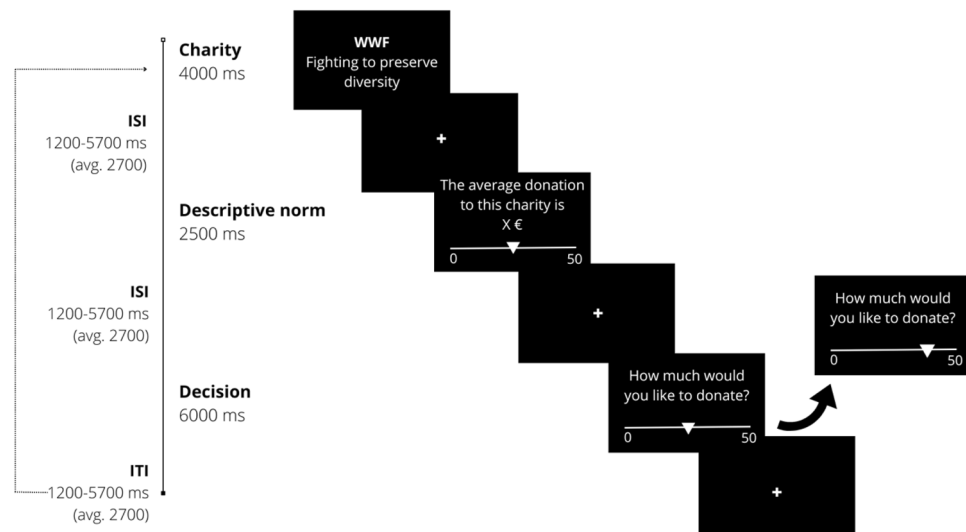 Charity
4000 ms
ISI
1200-5700 ms
(avg. 2700)
Descriptive norm
2500 ms
ISI
1200-5700 ms
(avg. 2700)
Decision
6000 ms
ITI
1200-5700 ms
(avg. 2700)
WWF
Fighting to preserve
diversity
+
The average donation
to this charity is
X €
0 50
+
How much would
you like to donate?
0 50
How much would
you like to donate?
0 50
+